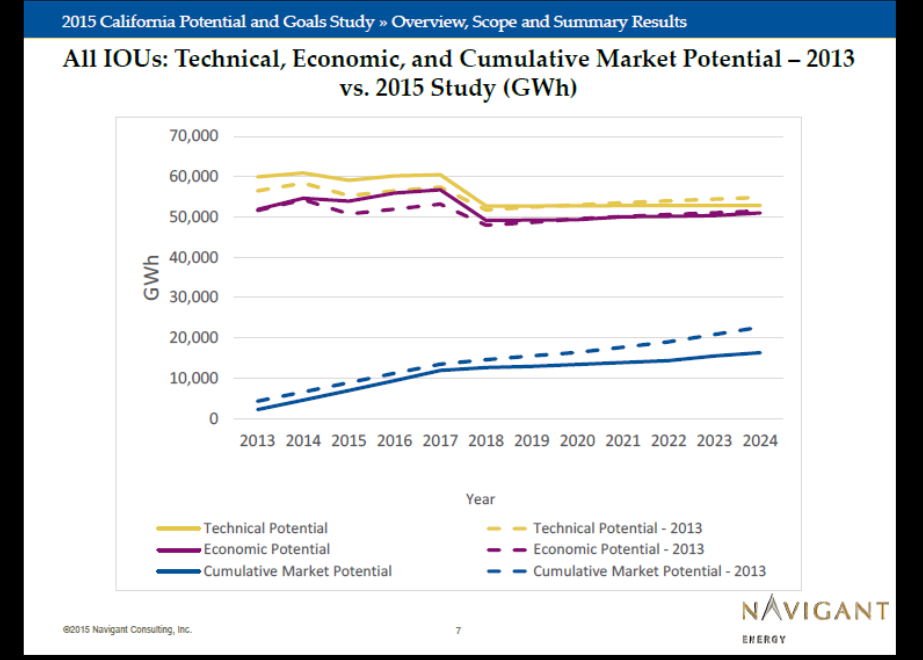 2015 California Potential and Goals Study » Overview, Scope and Summary Results
All IOUs: Technical, Economic, and Cumulative Market Potential – 2013
vs. 2015 Study (GWh)
70,000
60,000
50,000
40,000
30,000
20,000
10,000
0
GWh
2013 2014 2015 2016 2017 2018 2019 2020 2021 2022 2023 2024
Year
Technical Potential
Technical Potential - 2013
Economic Potential
Economic Potential - 2013
Cumulative Market Potential
Cumulative Market Potential - 2013
©2015 Navigant Consulting, Inc.
7
NAVIGANT
ENERGY